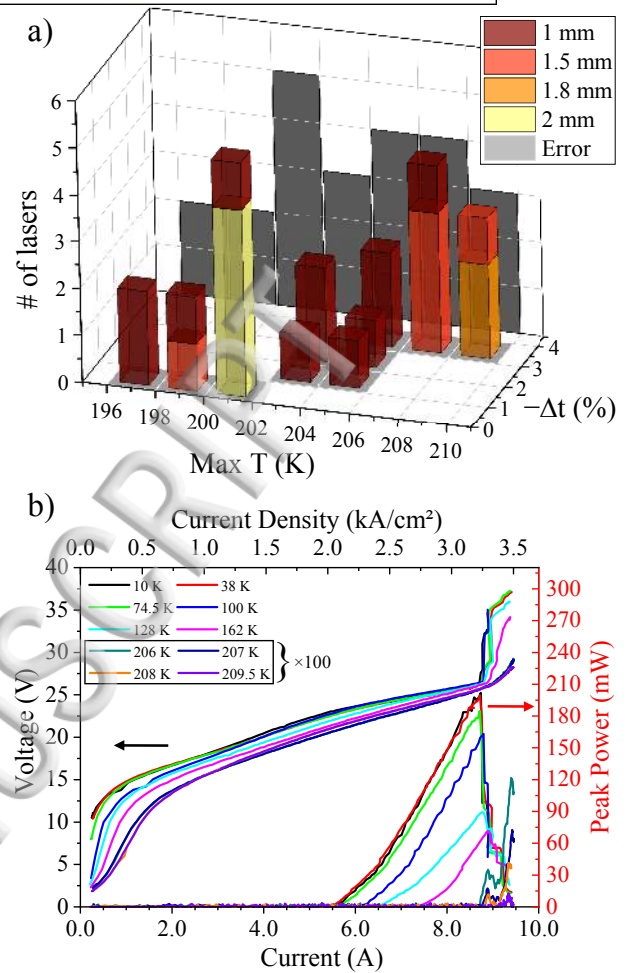 a)
1 mm
1.5 mm
1.8 mm
2 mm
Error
6
5
4
3
2
1
0
# of lasers
196 198 200 202 204 206 208 210
Max T (K)
0 1 2 3 4
−Δt (%)
b)
Current Density (kA/cm²)
0.0 0.5 1.0 1.5 2.0 2.5 3.0 3.5
40
35
30
25
20
15
10
5
0
Voltage (V)
10 K 38 K
74.5 K 100 K
128 K 162 K
206 K 207 K
208 K 209.5 K
×100
300
270
240
210
180
150
120
90
60
30
0
Peak Power (mW)
0.0 2.0 4.0 6.0 8.0 10.0
Current (A)